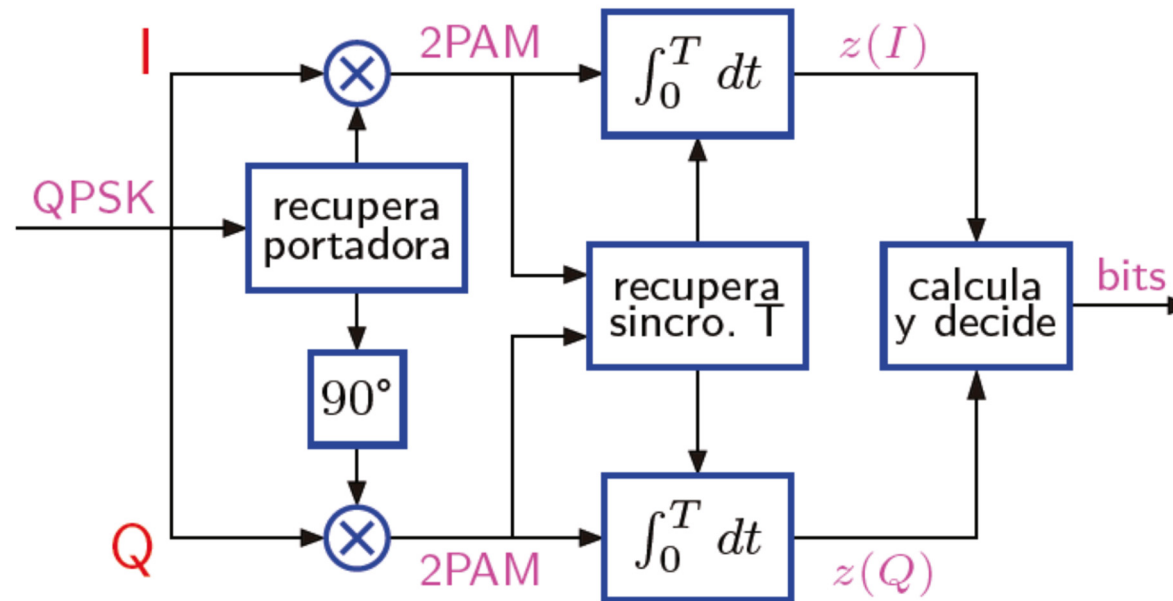 I
2PAM
∫₀ᵀ dt
z(I)
QPSK
recupera
portadora
recupera
sincro. T
calcula
y decide
bits
90°
Q
2PAM
∫₀ᵀ dt
z(Q)